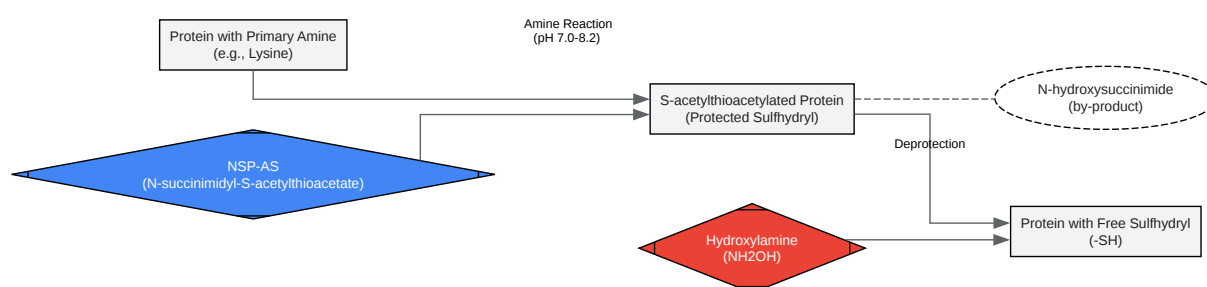 Protein with Primary Amine
(e.g., Lysine)
Amine Reaction
(pH 7.0-8.2)
S-acetylthioacetylated Protein
(Protected Sulfhydryl)
N-hydroxysuccinimide
(by-product)
Deprotection
NSP-AS
(N-succinimidyl-S-acetylthioacetate)
Hydroxylamine
(NH2OH)
Protein with Free Sulfhydryl
(-SH)